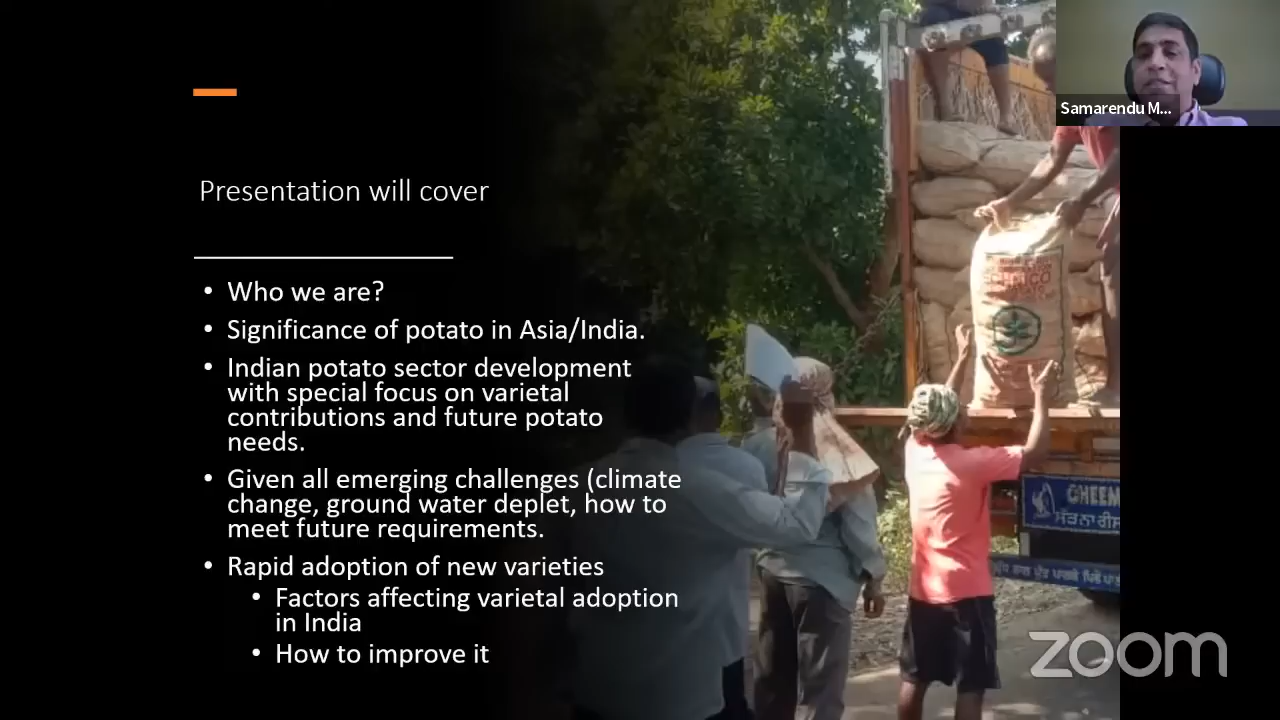 Samarendu M...
Presentation will cover
• Who we are?
• Significance of potato in Asia/India.
• Indian potato sector development
with special focus on varietal
contributions and future potato
needs.
• Given all emerging challenges (climate
change, ground water deplet, how to
meet future requirements.
• Rapid adoption of new varieties
• Factors affecting varietal adoption
in India
• How to improve it
GHEEM
zoom